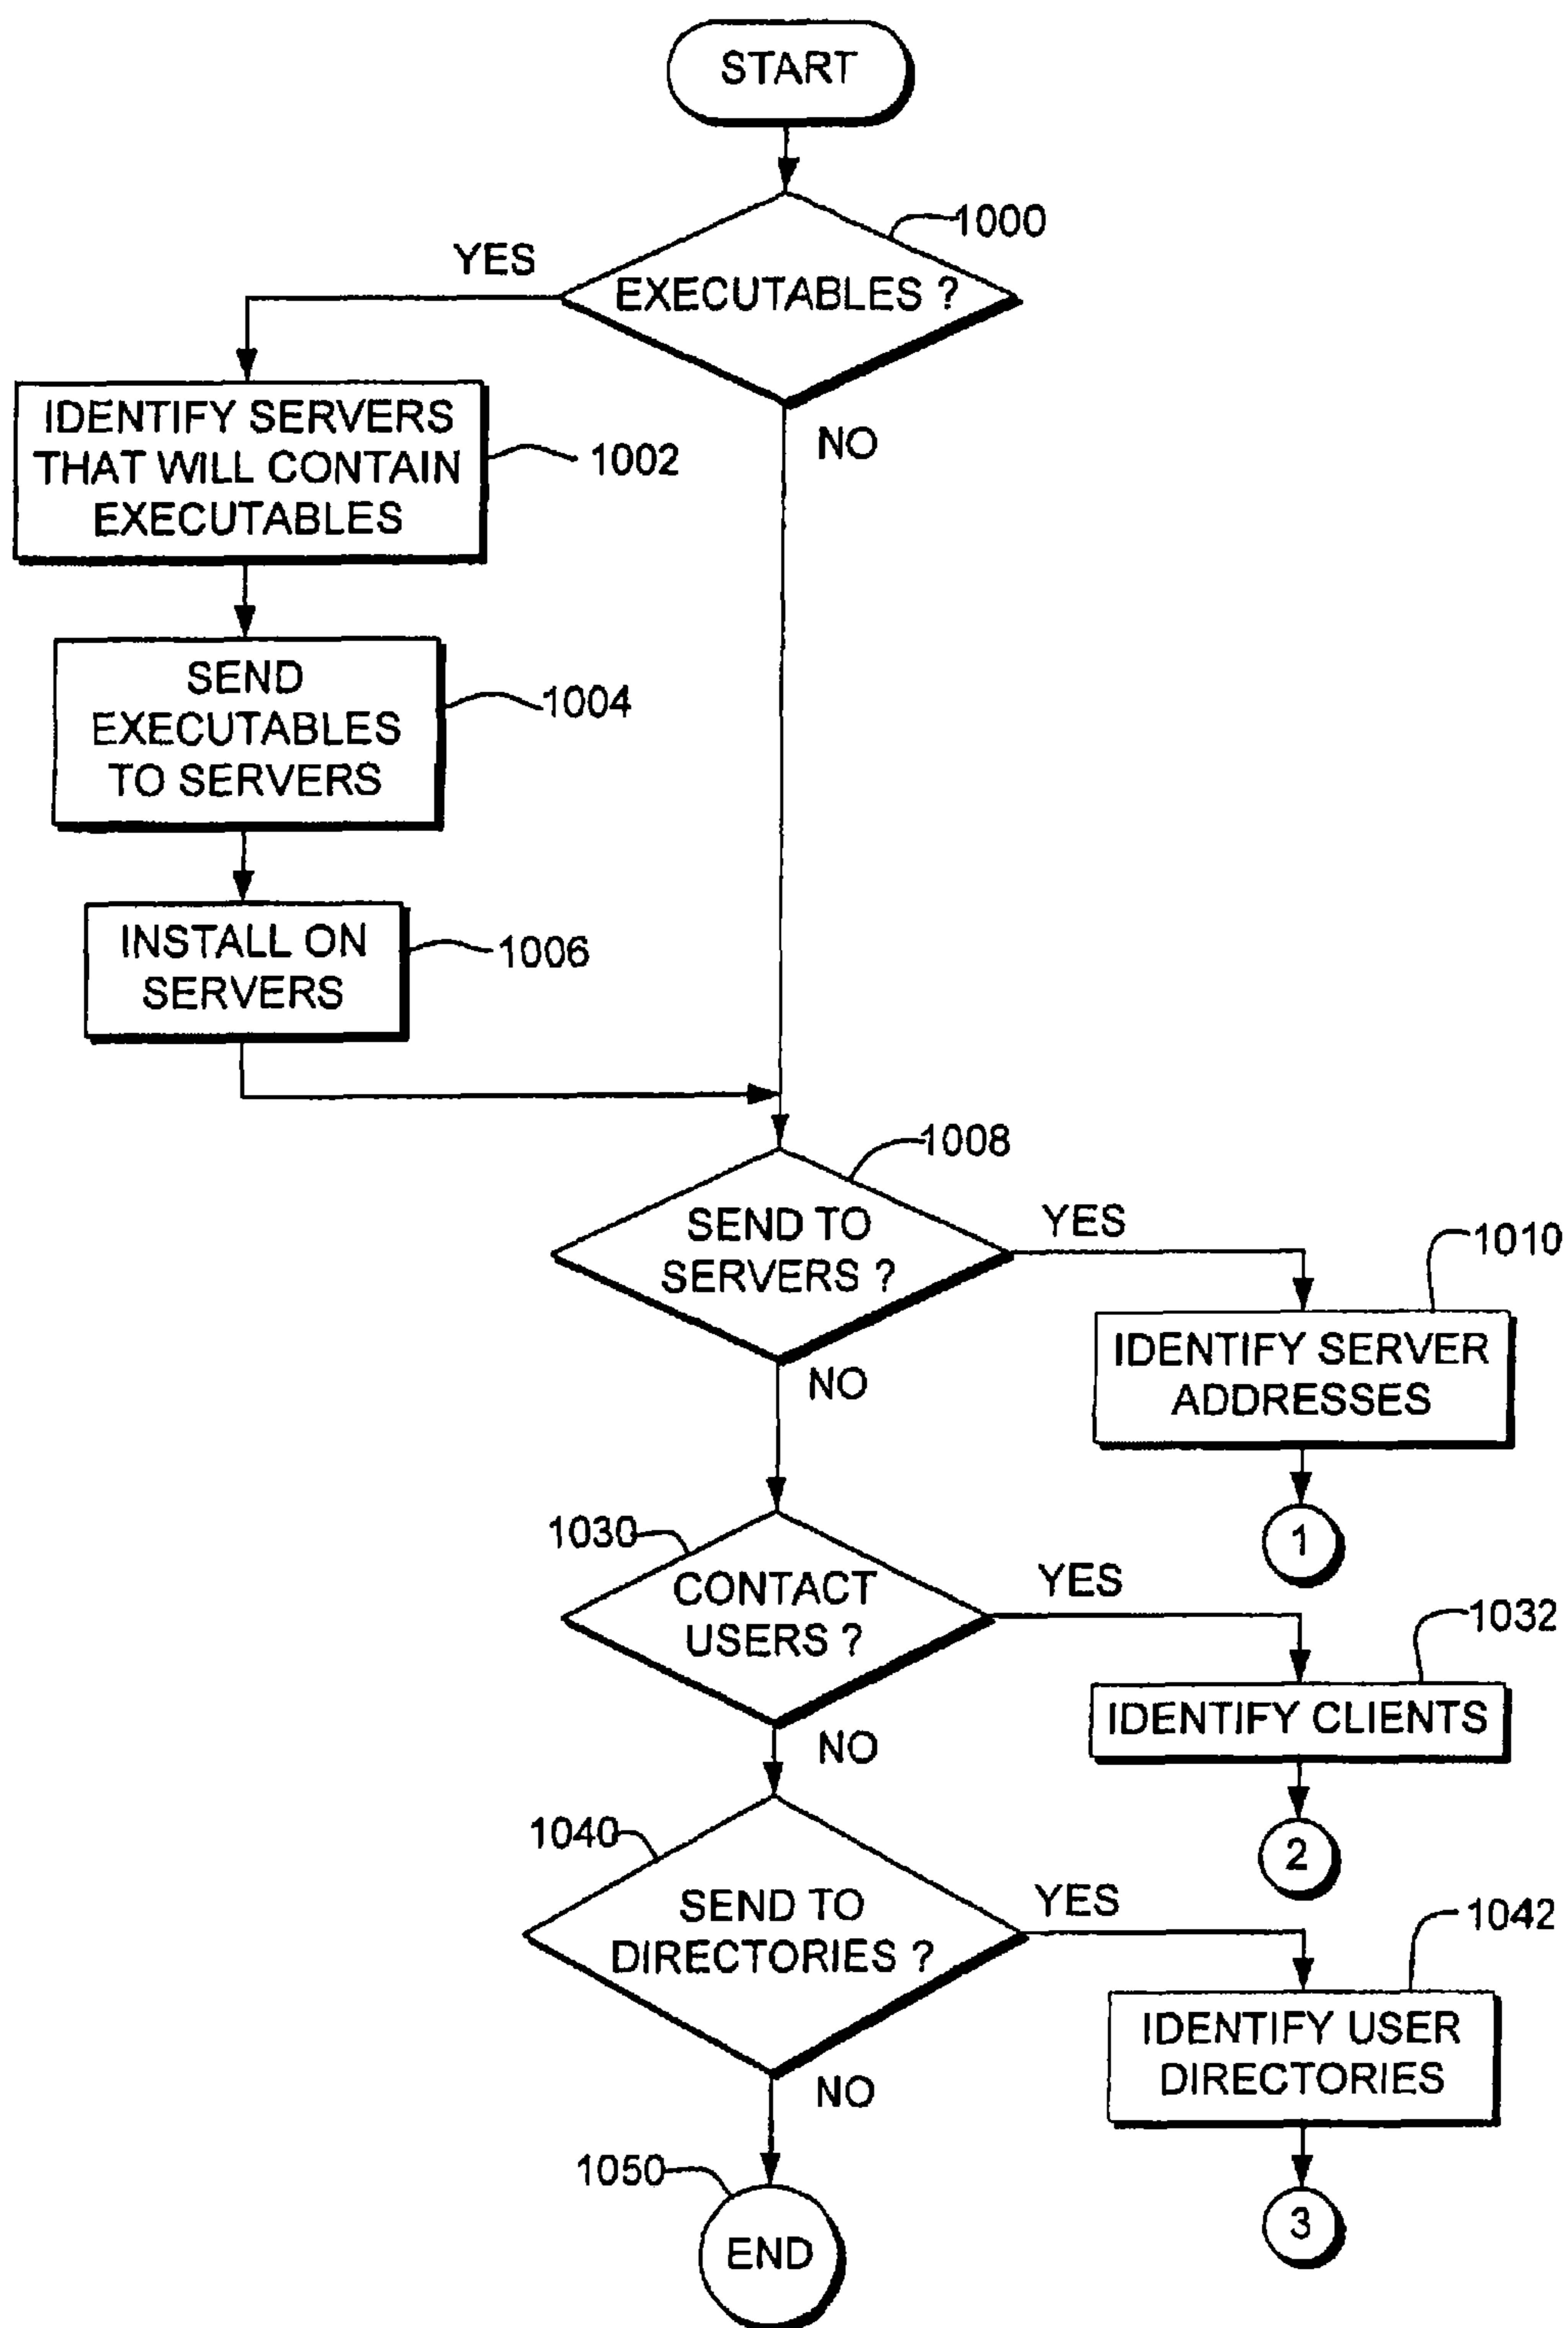 START
1000
YES
EXECUTABLES ?
NO
IDENTIFY SERVERS
THAT WILL CONTAIN
EXECUTABLES
1002
SEND
EXECUTABLES
TO SERVERS
1004
INSTALL ON
SERVERS
1006
1008
SEND TO
SERVERS ?
YES
1010
IDENTIFY SERVER
ADDRESSES
NO
1
1030
CONTACT
USERS ?
YES
1032
IDENTIFY CLIENTS
NO
2
1040
SEND TO
DIRECTORIES ?
YES
1042
IDENTIFY USER
DIRECTORIES
NO
3
1050
END